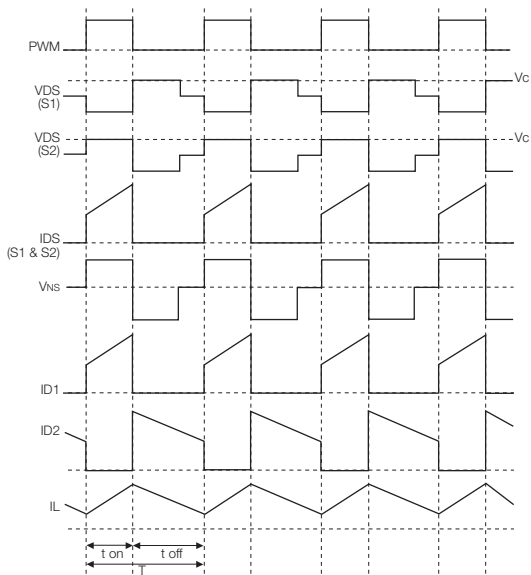 PWM
Vc
VDS
(S1)
Vc
VDS
(S2)
IDS
(S1 & S2)
VNS
ID1
ID2
IL
t on
t off
T